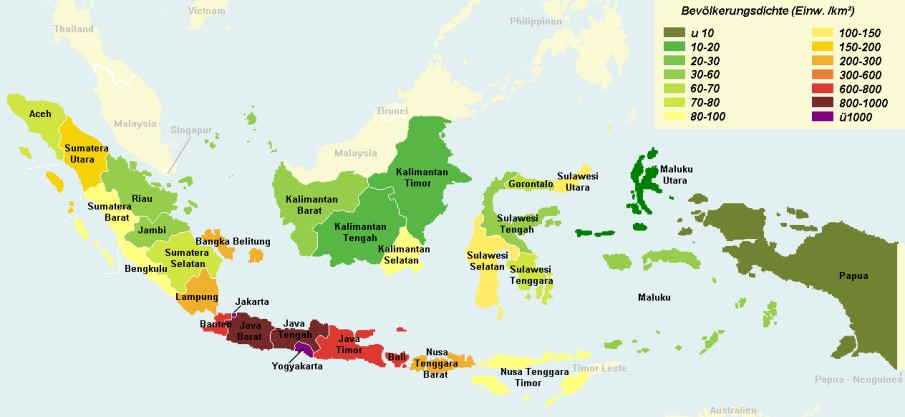 Bevölkerungsdichte (Einw. /km²)
u 10
10-20
20-30
30-60
60-70
70-80
80-100
100-150
150-200
200-300
300-600
600-800
800-1000
ü1000
Vietnam
Thailand
Philippinen
Malaysia
Singapur
Brunei
Malaysia
Aceh
Sumatera
Utara
Riau
Sumatera
Barat
Jambi
Bangka Belitung
Sumatera
Selatan
Bengkulu
Lampung
Kalimantan
Timor
Kalimantan
Barat
Kalimantan
Tengah
Kalimantan
Selatan
Gorontalo
Sulawesi
Utara
Sulawesi
Tengah
Sulawesi
Selatan
Sulawesi
Tenggara
Maluku
Utara
Maluku
Papua
Jakarta
Banten
Java
Barat
Java
Tengah
Yogyakarta
Java
Timor
Bali
Nusa
Tenggara
Barat
Nusa Tenggara
Timor
Timor Leste
Papua - Neuguinea
Australien